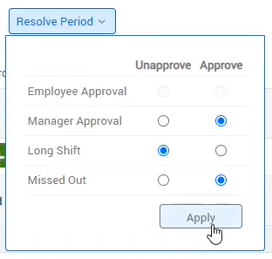 Resolve Period
Unapprove Approve
Employee Approval
Manager Approval
Long Shift
Missed Out
Apply